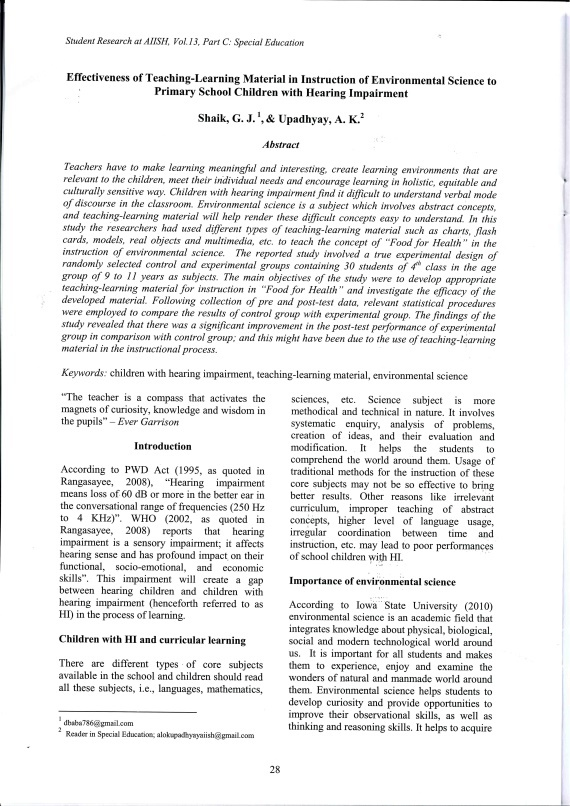 Student Research at AIISH, Vol.13, Part C: Special Education
Effectiveness of Teaching-Learning Material in Instruction of Environmental Science to
Primary School Children with Hearing Impairment
Shaik, G. J. ¹, & Upadhyay, A. K.²
Abstract
Teachers have to make learning meaningful and interesting, create learning environments that are
relevant to the children, meet their individual needs and encourage learning in holistic, equitable and
culturally sensitive way. Children with hearing impairment find it difficult to understand verbal mode
of discourse in the classroom. Environmental science is a subject which involves abstract concepts,
and teaching-learning material will help render these difficult concepts easy to understand. In this
study the researchers had used different types of teaching-learning material such as charts, flash
cards, models, real objects and multimedia, etc. to teach the concept of "Food for Health" in the
instruction of environmental science. The reported study involved a true experimental design of
randomly selected control and experimental groups containing 30 students of 4th class in the age
group of 9 to 11 years as subjects. The main objectives of the study were to develop appropriate
teaching-learning material for instruction in "Food for Health" and investigate the efficacy of the
developed material. Following collection of pre and post-test data, relevant statistical procedures
were employed to compare the results of control group with experimental group. The findings of the
study revealed that there was a significant improvement in the post-test performance of experimental
group in comparison with control group; and this might have been due to the use of teaching-learning
material in the instructional process.
Keywords: children with hearing impairment, teaching-learning material, environmental science
"The teacher is a compass that activates the
magnets of curiosity, knowledge and wisdom in
the pupils" – Ever Garrison
Introduction
According to PWD Act (1995, as quoted in
Rangasayee, 2008), "Hearing impairment
means loss of 60 dB or more in the better ear in
the conversational range of frequencies (250 Hz
to 4 KHz)". WHO (2002, as quoted in
Rangasayee, 2008) reports that hearing
impairment is a sensory impairment; it affects
hearing sense and has profound impact on their
functional, socio-emotional, and economic
skills". This impairment will create a gap
between hearing children and children with
hearing impairment (henceforth referred to as
HI) in the process of learning.
Children with HI and curricular learning
There are different types of core subjects
available in the school and children should read
all these subjects, i.e., languages, mathematics,
sciences, etc. Science subject is more
methodical and technical in nature. It involves
systematic enquiry, analysis of problems,
creation of ideas, and their evaluation and
modification. It helps the students to
comprehend the world around them. Usage of
traditional methods for the instruction of these
core subjects may not be so effective to bring
better results. Other reasons like irrelevant
curriculum, improper teaching of abstract
concepts, higher level of language usage,
irregular coordination between time and
instruction, etc. may lead to poor performances
of school children with HI.
Importance of environmental science
According to Iowa State University (2010)
environmental science is an academic field that
integrates knowledge about physical, biological,
social and modern technological world around
us. It is important for all students and makes
them to experience, enjoy and examine the
wonders of natural and manmade world around
them. Environmental science helps students to
develop curiosity and provide opportunities to
improve their observational skills, as well as
thinking and reasoning skills. It helps to acquire
¹ dbaba786@gmail.com
² Reader in Special Education; alokupadhyayaiish@gmail.com
28